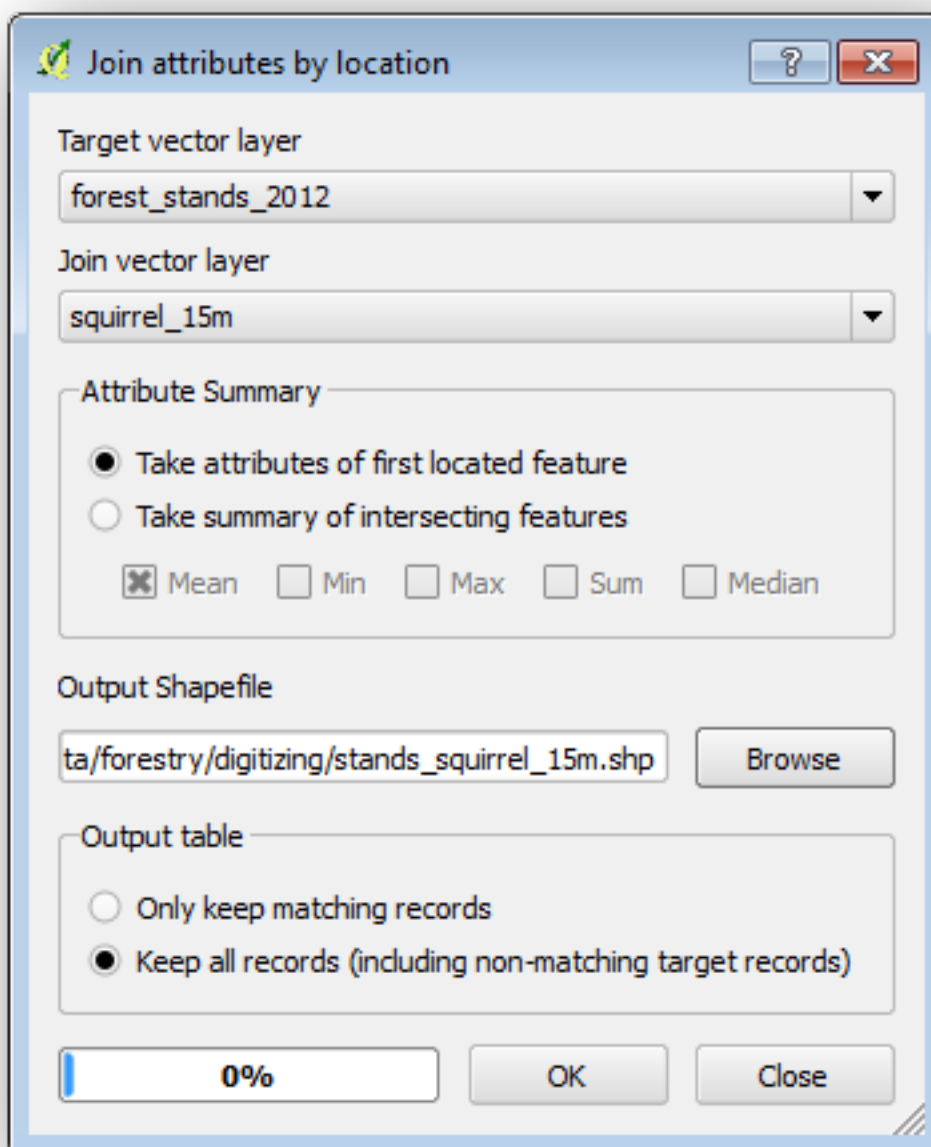 Join attributes by location
Target vector layer
forest_stands_2012
Join vector layer
squirrel_15m
Attribute Summary
Take attributes of first located feature
Take summary of intersecting features
Mean Min Max Sum Median
Output Shapefile
ta/forestry/digitizing/stands_squirrel_15m.shp Browse
Output table
Only keep matching records
Keep all records (including non-matching target records)
0% OK Close